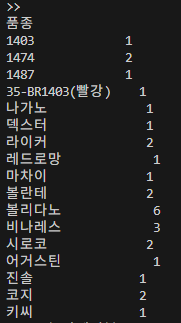 >>
품종
1403 1
1474 2
1487 1
35-BR1403(빨강) 1
나가노 1
덱스터 1
라이커 2
레드로망 1
마차이 1
볼란테 2
볼리다노 6
비나레스 3
시로코 2
어거스틴 1
진솔 1
코지 2
키씨 1